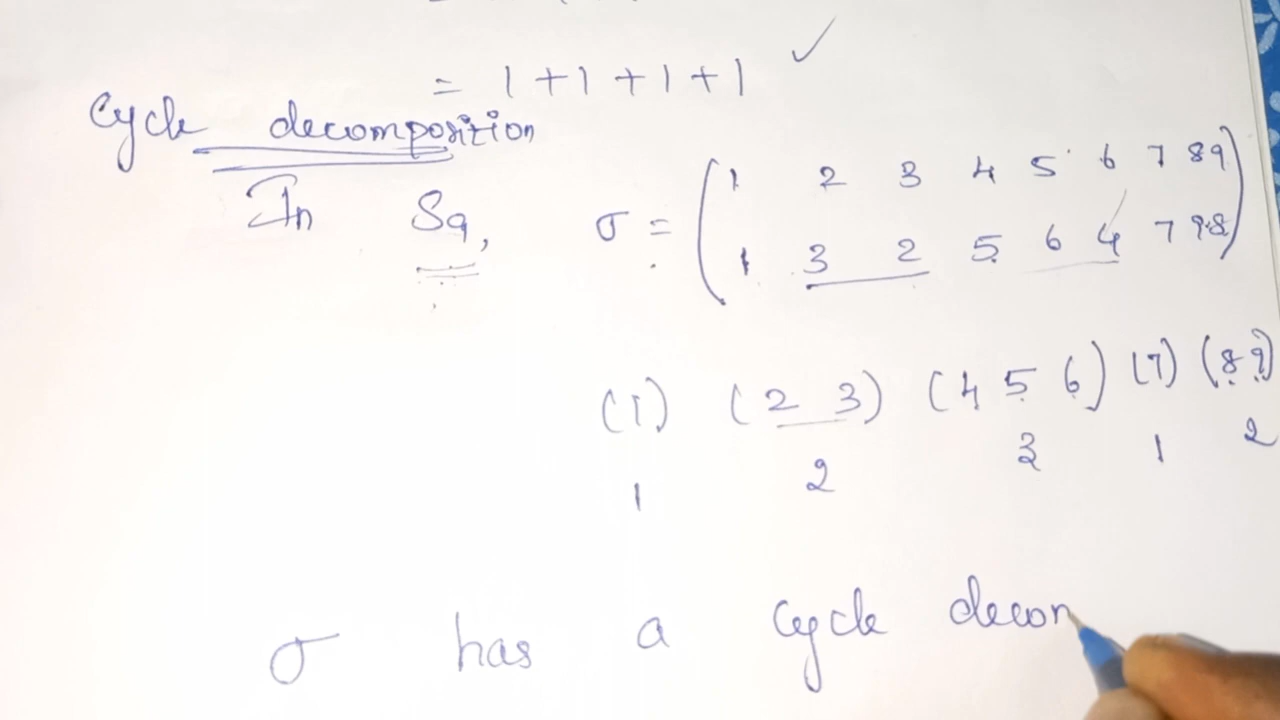 = 1 + 1 + 1 + 1 ✓
Cycle decomposition
In S9, σ = (1 2 3 4 5 6 7 8 9
1 3 2 5 6 4 7 9 8)
(1) (2 3) (4 5 6) (7) (8 9)
1 2 3 1 2
σ has a cycle decom